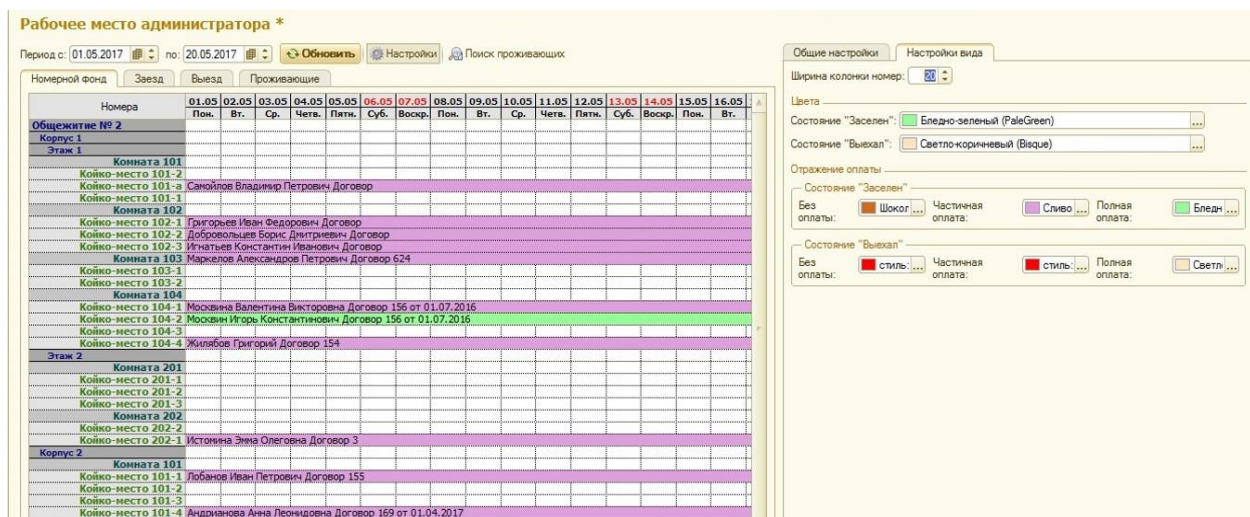 Рабочее место администратора *
Период с: 01.05.2017 по: 20.05.2017 Обновить Настройки Поиск проживающих
Номерной фонд Заезд Выезд Проживающие
Номера 01.05 02.05 03.05 04.05 05.05 06.05 07.05 08.05 09.05 10.05 11.05 12.05 13.05 14.05 15.05 16.05
Пон. Вт. Ср. Четв. Пятн. Суб. Воскр. Пон. Вт. Ср. Четв. Пятн. Суб. Воскр. Пон. Вт.
Общежитие № 2
Корпус 1
Этаж 1
Комната 101
Койко-место 101-2
Койко-место 101-а Самойлов Владимир Петрович Договор
Койко-место 101-1
Комната 102
Койко-место 102-1 Григорьев Иван Федорович Договор
Койко-место 102-2 Добровольцев Борис Дмитриевич Договор
Койко-место 102-3 Игнатьев Константин Иванович Договор
Комната 103 Маркелов Александров Петрович Договор 624
Койко-место 103-1
Койко-место 103-2
Комната 104
Койко-место 104-1 Москвина Валентина Викторовна Договор 156 от 01.07.2016
Койко-место 104-2 Москвин Игорь Константинович Договор 156 от 01.07.2016
Койко-место 104-3
Койко-место 104-4 Жилябов Григорий Договор 154
Этаж 2
Комната 201
Койко-место 201-1
Койко-место 201-2
Койко-место 201-3
Комната 202
Койко-место 202-2
Койко-место 202-1 Истомина Эмма Олеговна Договор 3
Корпус 2
Комната 101
Койко-место 101-1 Лобанов Иван Петрович Договор 155
Койко-место 101-2
Койко-место 101-3
Койко-место 101-4 Андрианова Анна Леонидовна Договор 169 от 01.04.2017
Общие настройки Настройки вида
Ширина колонки номер: 20
Цвета
Состояние "Заселен": Бледно-зеленый (PaleGreen) ...
Состояние "Выехал": Светло-коричневый (Bisque) ...
Отражение оплаты
Состояние "Заселен"
Без оплаты: Шокол ... Частичная оплата: Сливо ... Полная оплата: Бледн ...
Состояние "Выехал"
Без оплаты: стиль: ... Частичная оплата: стиль: ... Полная оплата: Светл ...